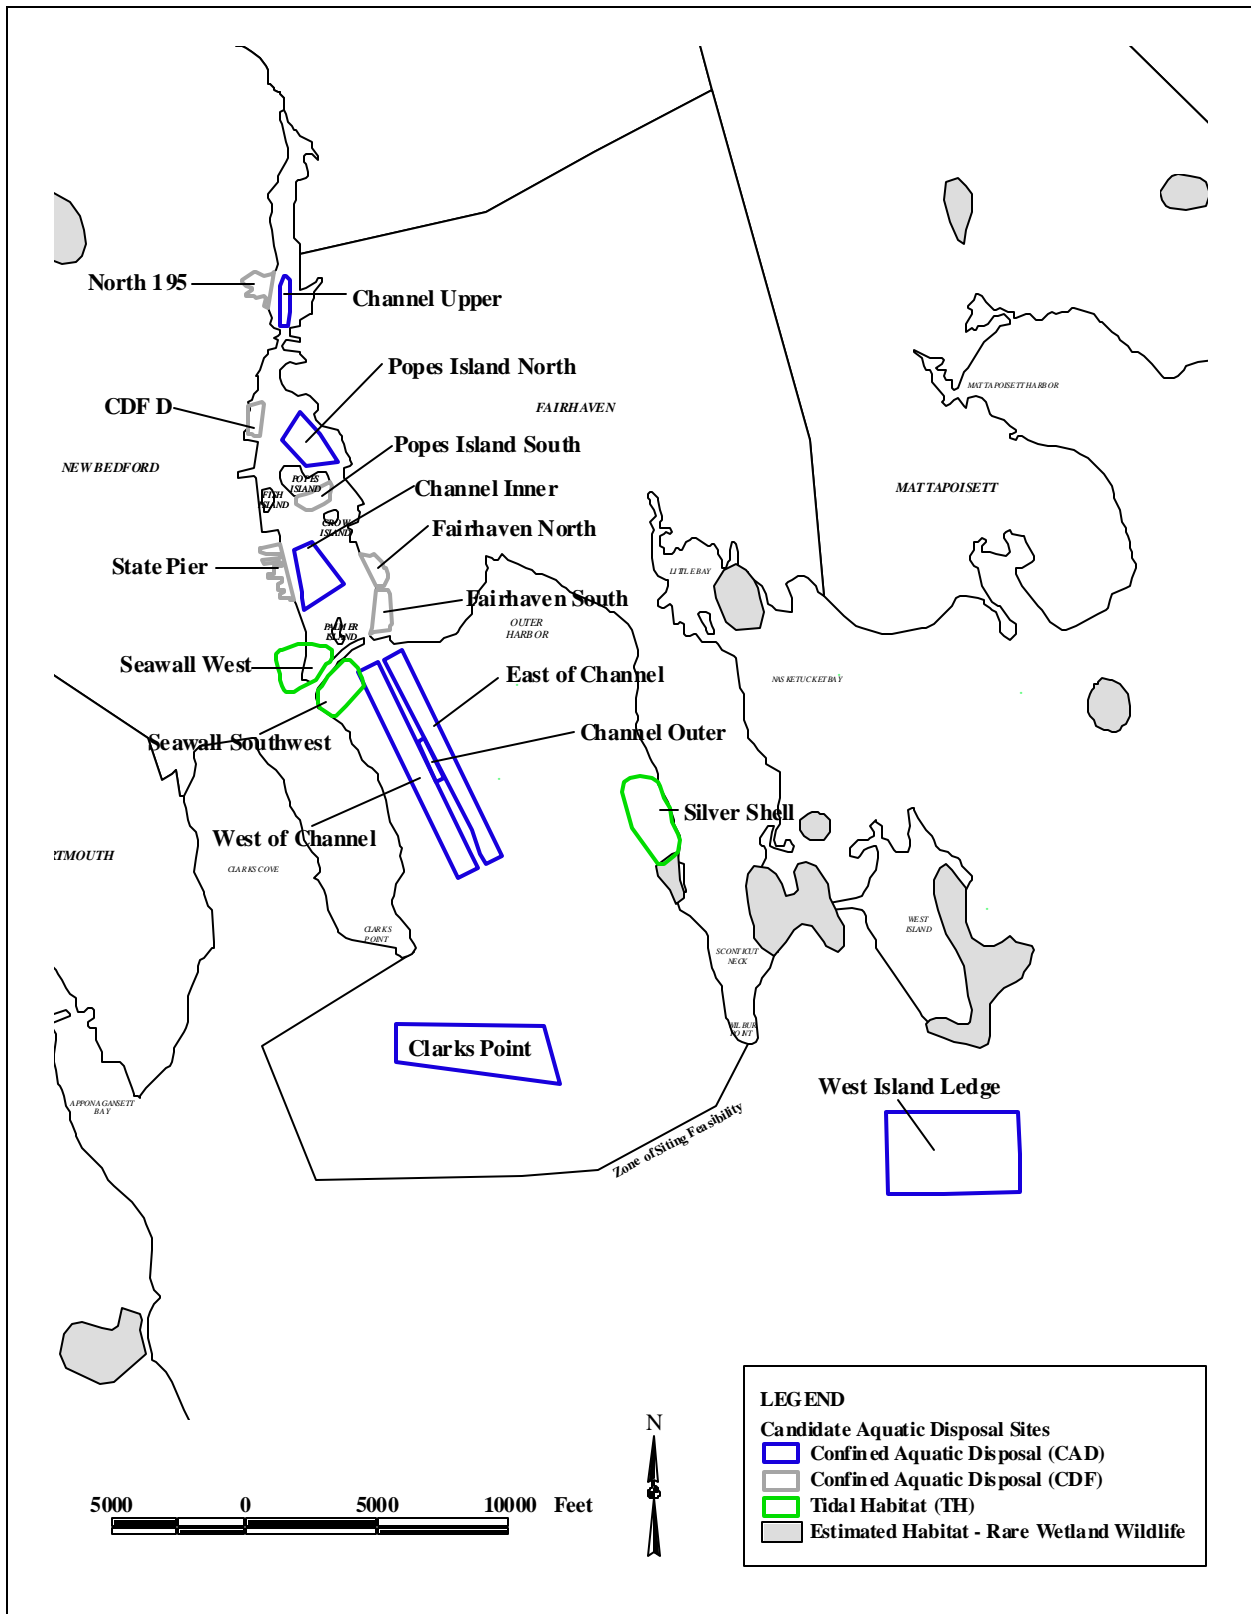 North 195
Channel Upper
Popes Island North
CDF D
FAIRHAVEN
MATTAPOISETT HARBOR
Popes Island South
NEW BEDFORD
POPES
ISLAND
Channel Inner
FISH
ISLAND
MATTAPOISETT
CROW
ISLAND
Fairhaven North
State Pier
LITTLE BAY
Fairhaven South
PALMER
ISLAND
OUTER
HARBOR
Seawall West
East of Channel
NASKETUCKET BAY
Channel Outer
Seawall Southwest
Silver Shell
West of Channel
RTMOUTH
CLARKS COVE
CLARKS
POINT
WEST
ISLAND
SCONTICUT
NECK
WILBUR
POINT
Clarks Point
West Island Ledge
APPONAGANSETT
BAY
Zone of Siting Feasibility
LEGEND
Candidate Aquatic Disposal Sites
Confined Aquatic Disposal (CAD)
Confined Aquatic Disposal (CDF)
Tidal Habitat (TH)
Estimated Habitat - Rare Wetland Wildlife
N
5000 0 5000 10000 Feet